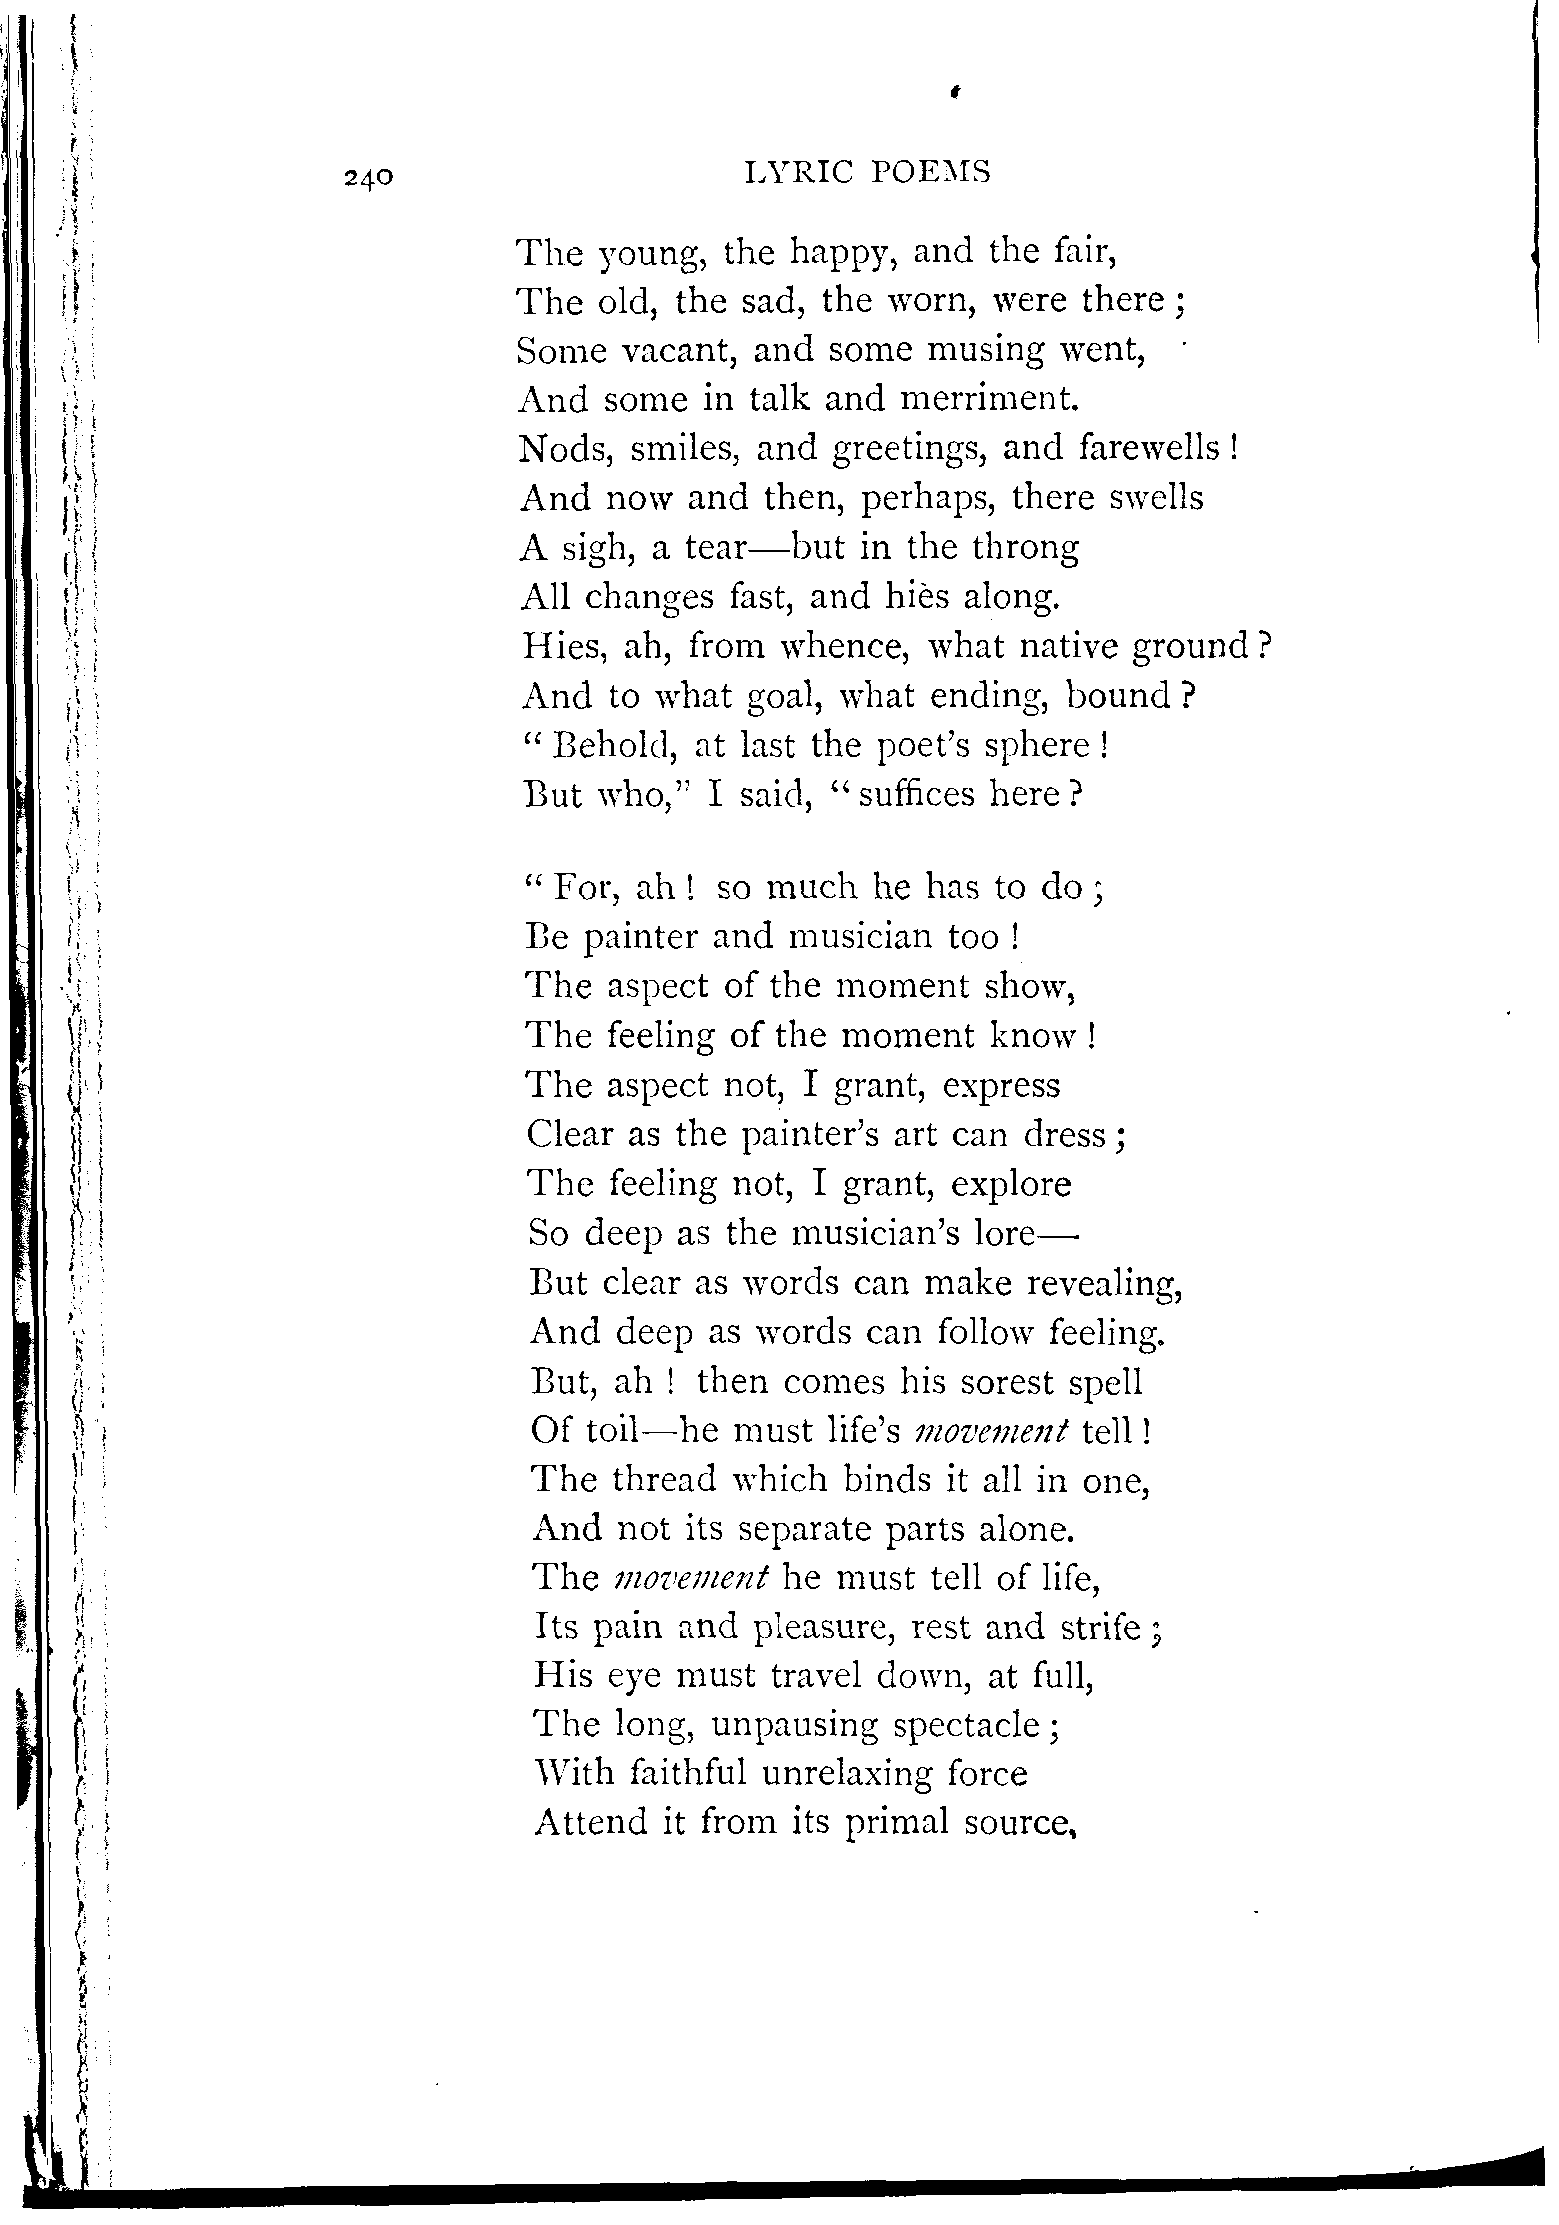 240 LYRIC POEMS
The young, the happy, and the fair,
The old, the sad, the worn, were there ;
Some vacant, and some musing went,
And some in talk and merriment.
Nods, smiles, and greetings, and farewells !
And now and then, perhaps, there swells
A sigh, a tear—but in the throng
All changes fast, and hiès along.
Hies, ah, from whence, what native ground ?
And to what goal, what ending, bound ?
“ Behold, at last the poet’s sphere !
But who,” I said, “ suffices here ?
“ For, ah ! so much he has to do ;
Be painter and musician too !
The aspect of the moment show,
The feeling of the moment know !
The aspect not, I grant, express
Clear as the painter’s art can dress ;
The feeling not, I grant, explore
So deep as the musician’s lore—
But clear as words can make revealing,
And deep as words can follow feeling.
But, ah ! then comes his sorest spell
Of toil—he must life’s movement tell !
The thread which binds it all in one,
And not its separate parts alone.
The movement he must tell of life,
Its pain and pleasure, rest and strife ;
His eye must travel down, at full,
The long, unpausing spectacle ;
With faithful unrelaxing force
Attend it from its primal source,